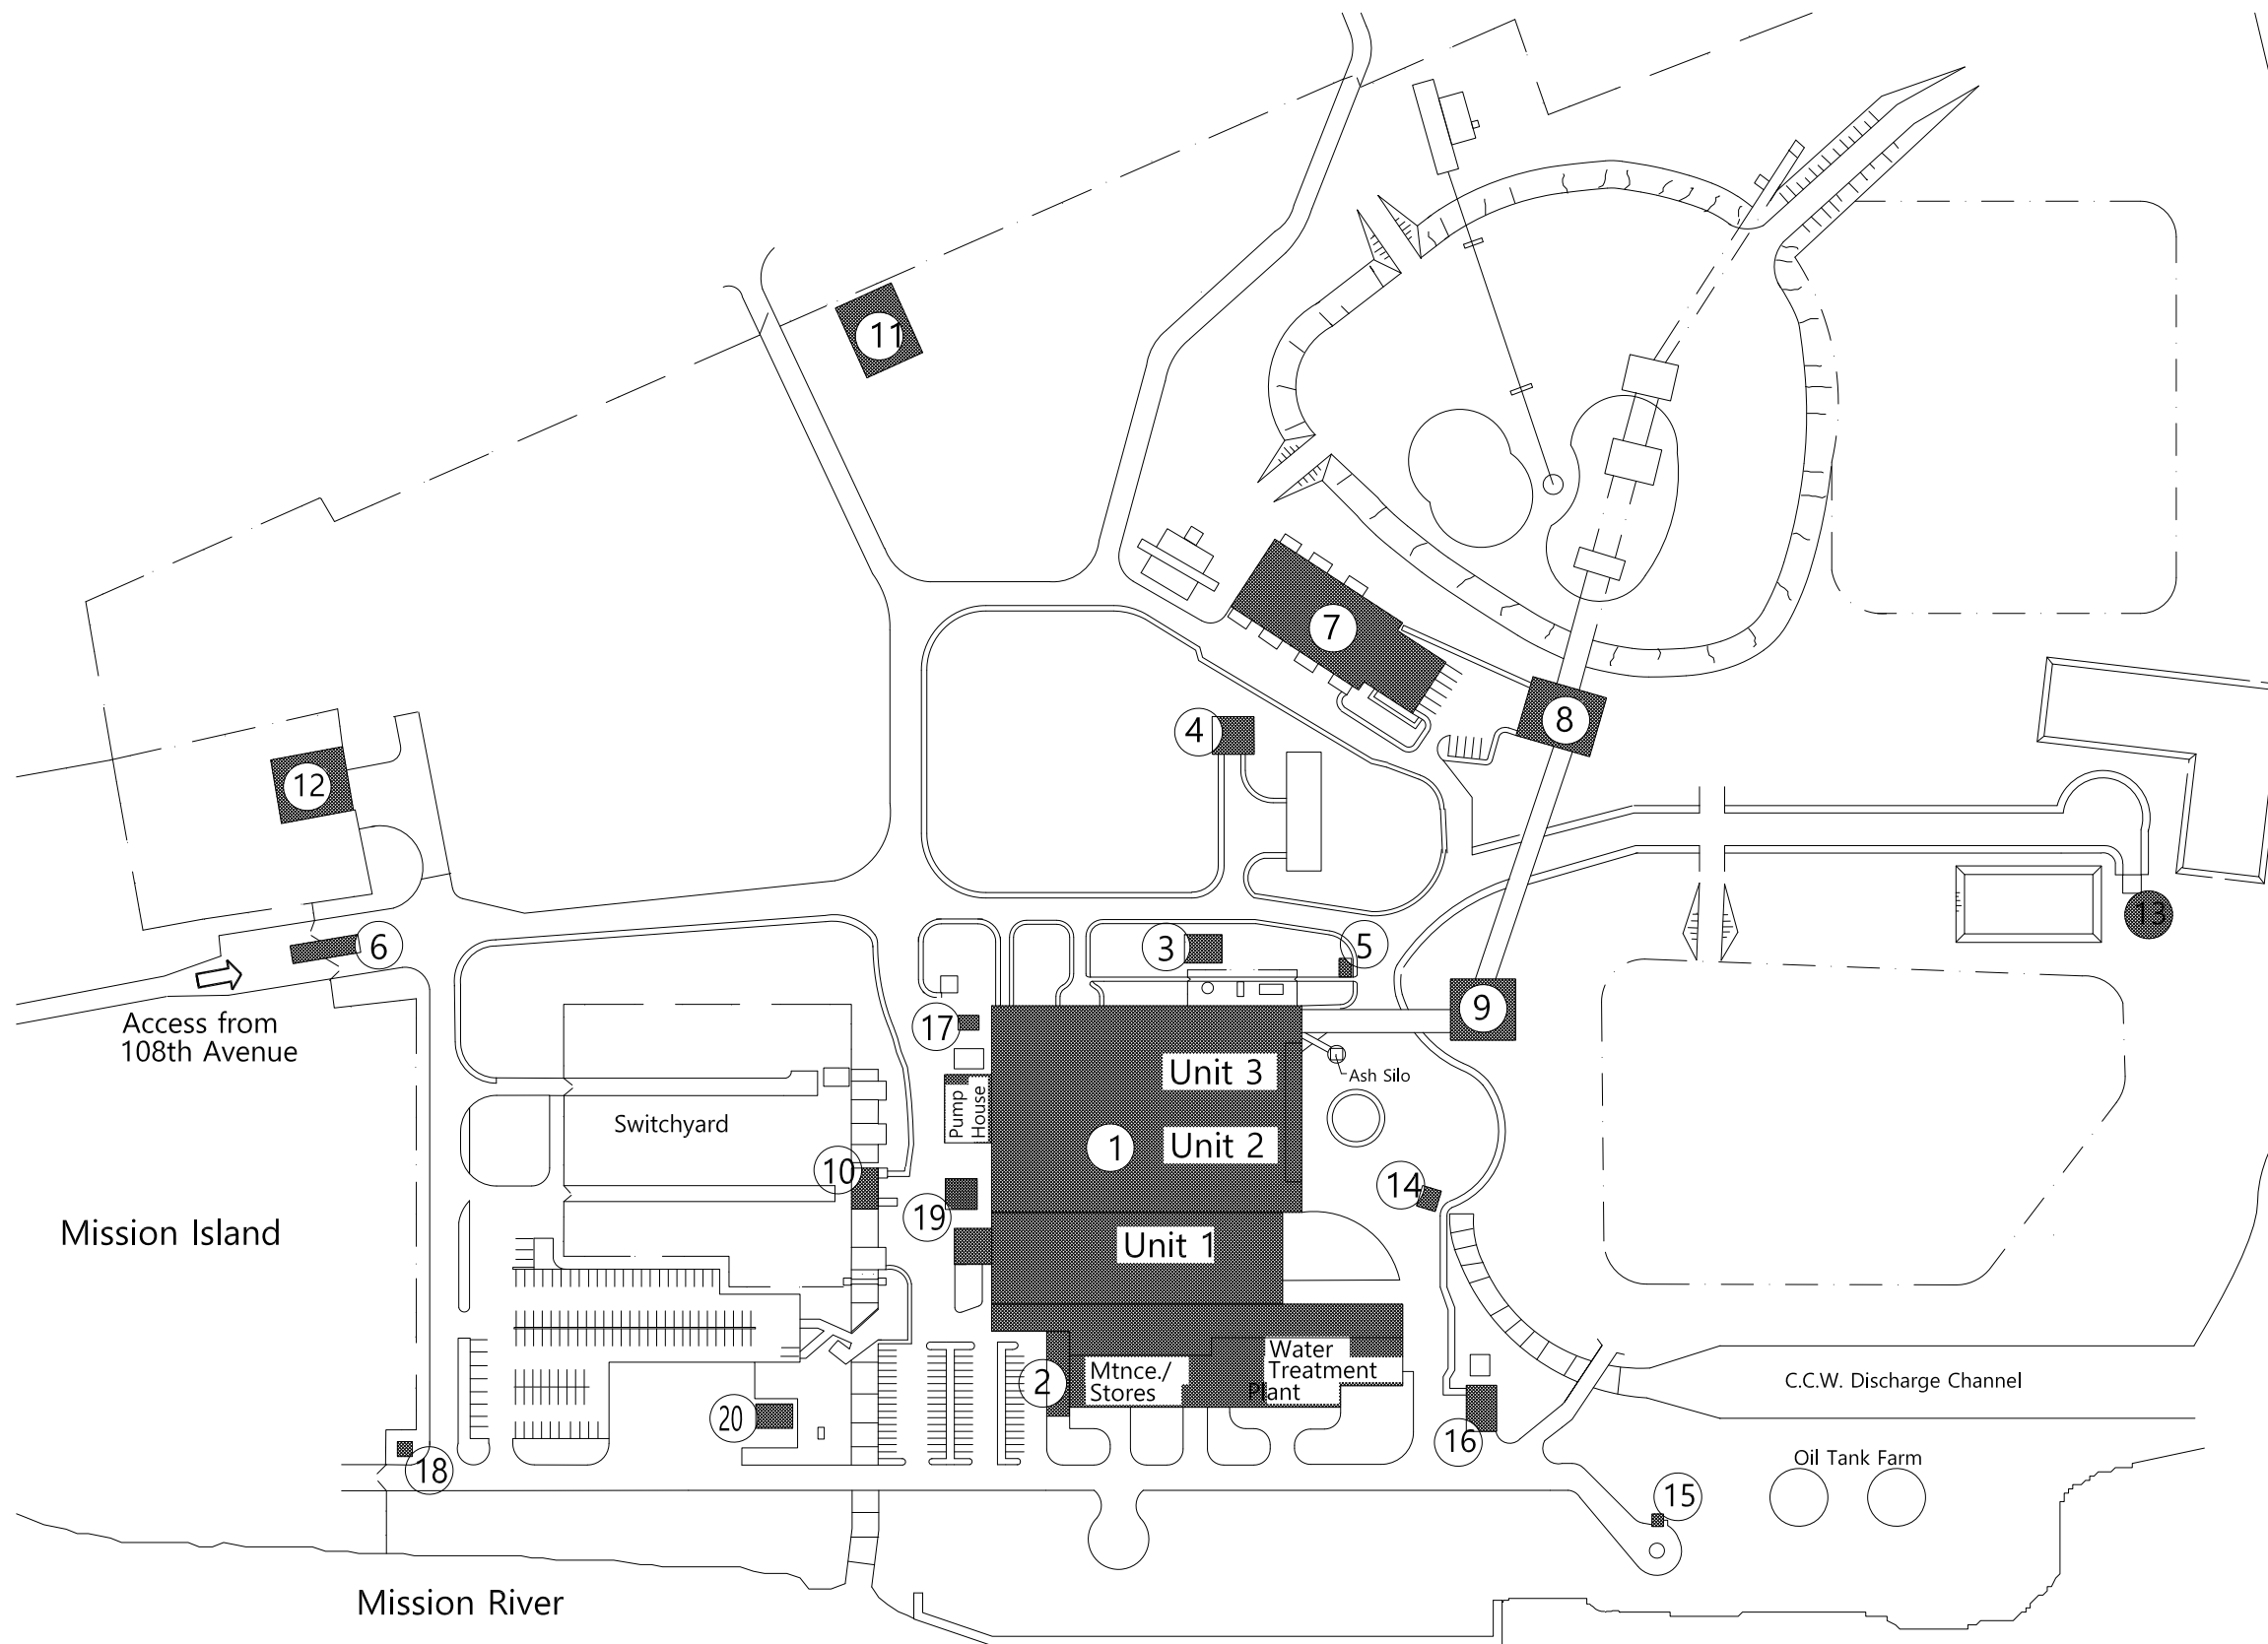 11
7
4
8
12
6
3
5
13
9
Access from
108th Avenue
17
Unit 3
Ash Silo
Pump
House
Switchyard
1
Unit 2
10
14
19
Mission Island
Unit 1
Water
Treatment
Plant
Mtnce./
Stores
2
C.C.W. Discharge Channel
20
16
18
Oil Tank Farm
15
Mission River